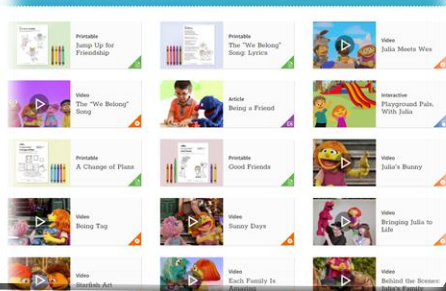 Printable
Jump Up for
Friendship
Printable
The "We Belong"
Song: Lyrics
Video
Julia Meets Wes
Video
The "We Belong"
Song
Article
Being a Friend
Interactive
Playground Pals,
With Julia
Printable
A Change of Plans
Printable
Good Friends
Video
Julia's Bunny
Video
Boing Tag
Video
Sunny Days
Video
Bringing Julia to
Life
Video
Starfish Art
Video
Each Family Is
Amazing
Video
Behind the Scenes:
Julia's Family